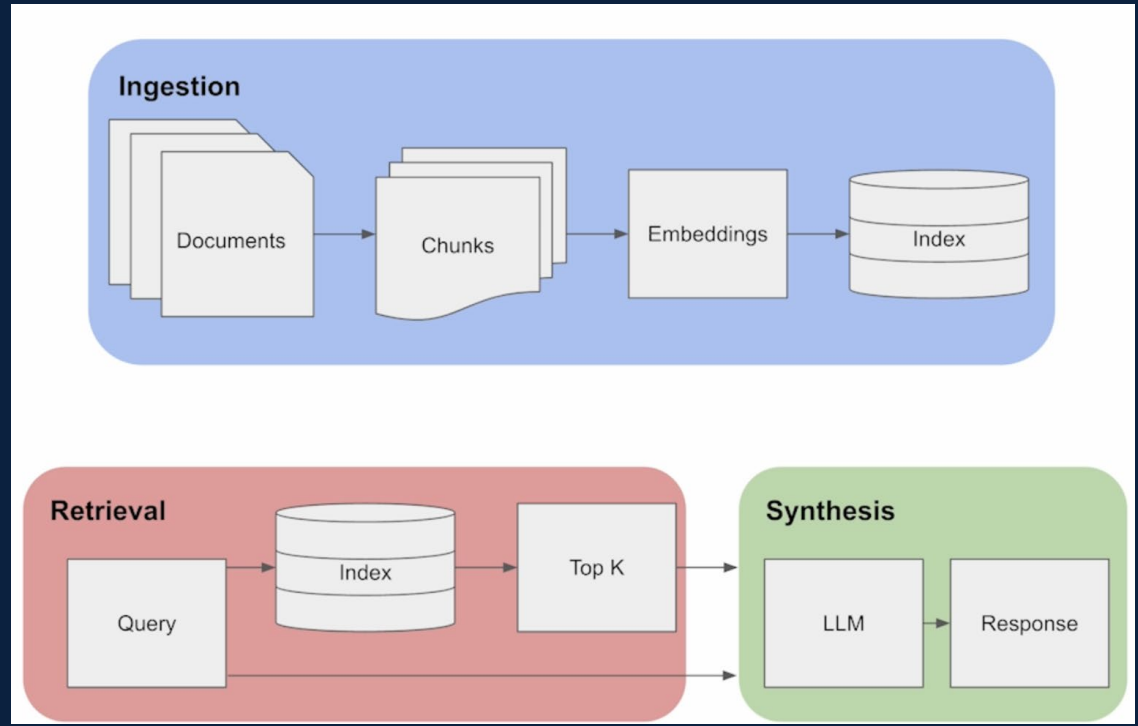 Ingestion
Documents
Chunks
Embeddings
Index
Retrieval
Query
Index
Top K
Synthesis
LLM
Response